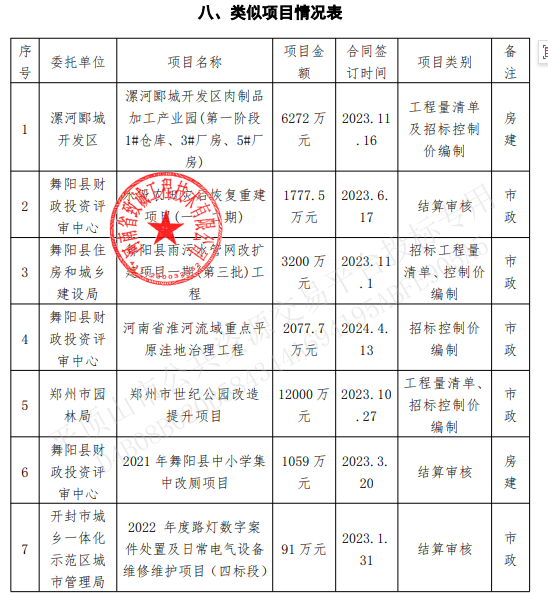 八、类似项目情况表
序号 委托单位 项目名称 项目金额 合同签订时间 项目类别 备注
1 漯河郾城开发区 漯河郾城开发区肉制品加工产业园(第一阶段1#仓库、3#厂房、5#厂房) 6272万元 2023.11.16 工程量清单及招标控制价编制 房建
2 舞阳县财政投资评审中心 恢复重建项目(一 期) 1777.5万元 2023.6.17 结算审核 市政
3 舞阳县住房和城乡建设局 舞阳县雨污水管网改扩建项目一期(第三批)工程 3200万元 2023.11.1 招标工程量清单、控制价编制 市政
4 舞阳县财政投资评审中心 河南省淮河流域重点平原洼地治理工程 2077.7万元 2024.4.13 招标控制价编制 市政
5 郑州市园林局 郑州市世纪公园改造提升项目 12000万元 2023.10.27 工程量清单、招标控制价编制 市政
6 舞阳县财政投资评审中心 2021年舞阳县中小学集中改厕项目 1059万元 2023.3.20 结算审核 房建
7 开封市城乡一体化示范区城市管理局 2022 年度路灯数字案件处置及日常电气设备维修维护项目（四标段） 91万元 2023.1.31 结算审核 市政